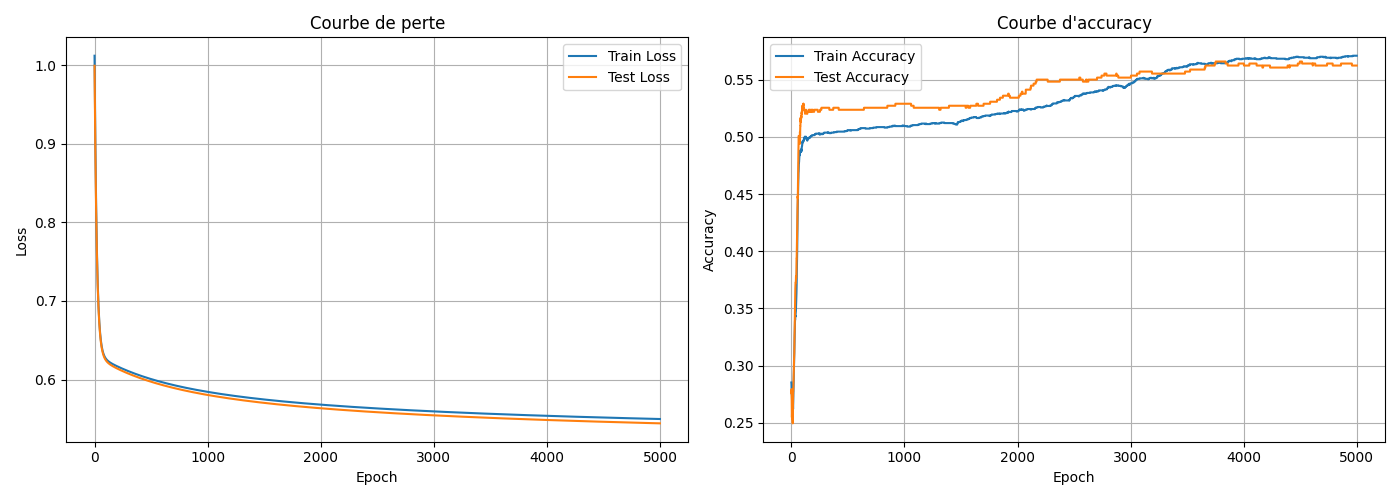 Courbe de perte
Train Loss
Test Loss
1.0
0.9
0.8
0.7
0.6
Loss
0
1000
2000
3000
4000
5000
Epoch
Courbe d'accuracy
Train Accuracy
Test Accuracy
0.55
0.50
0.45
0.40
0.35
0.30
0.25
Accuracy
0
1000
2000
3000
4000
5000
Epoch